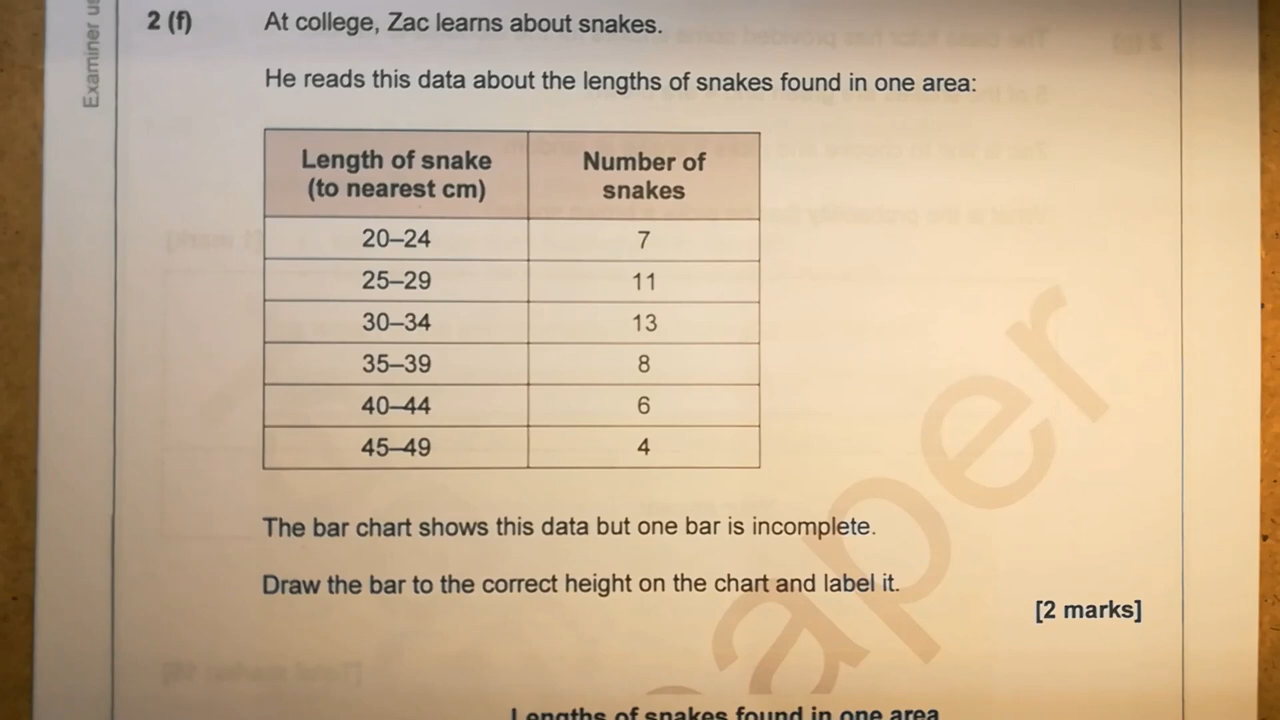 Examiner us
2 (f) At college, Zac learns about snakes.
He reads this data about the lengths of snakes found in one area:
Length of snake Number of
(to nearest cm) snakes
20–24 7
25–29 11
30–34 13
35–39 8
40–44 6
45–49 4
The bar chart shows this data but one bar is incomplete.
Draw the bar to the correct height on the chart and label it.
[2 marks]
aper
Lengths of snakes found in one area